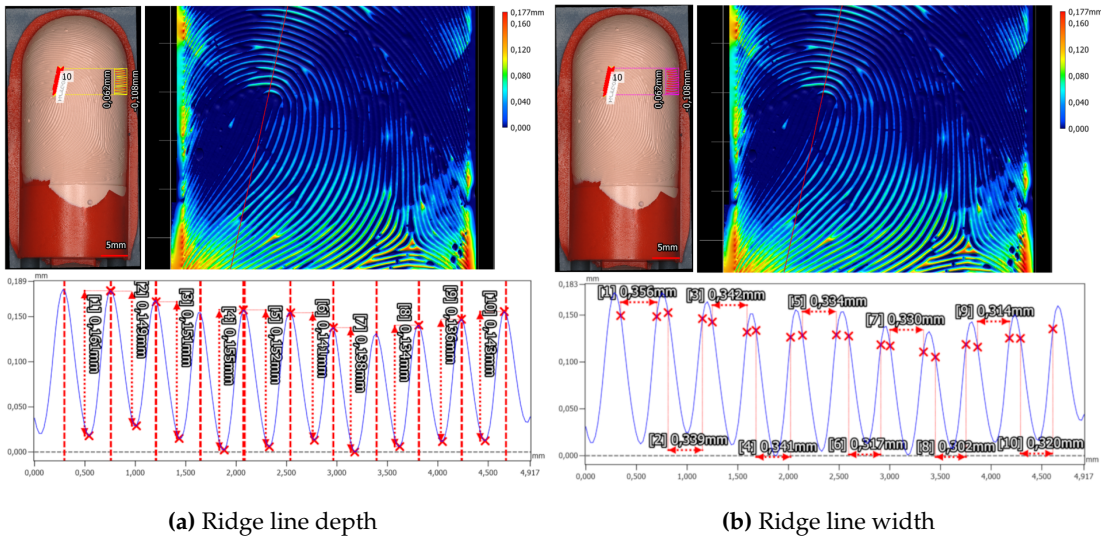 10
0,062mm
-0,108mm
5mm
0,177mm
0,160
0,120
0,080
0,040
0,000
10
0,062mm
-0,108mm
5mm
0,177mm
0,160
0,120
0,080
0,040
0,000
mm
0,189
0,150
0,100
0,050
0,000
[1] 0,161mm
[2] 0,149mm
[3] 0,151mm
[4] 0,155mm
[5] 0,152mm
[6] 0,141mm
[7] 0,138mm
[8] 0,134mm
[9] 0,136mm
[10] 0,143mm
0,000 0,500 1,000 1,500 2,000 2,500 3,000 3,500 4,000 4,500 4,917
mm
mm
0,183
0,150
0,100
0,050
0,000
[1] 0,356mm
[3] 0,342mm
[5] 0,334mm
[7] 0,330mm
[9] 0,314mm
[2] 0,339mm
[4] 0,341mm
[6] 0,317mm
[8] 0,302mm
[10] 0,320mm
mm
0,000 0,500 1,000 1,500 2,000 2,500 3,000 3,500 4,000 4,917
(a) Ridge line depth
(b) Ridge line width